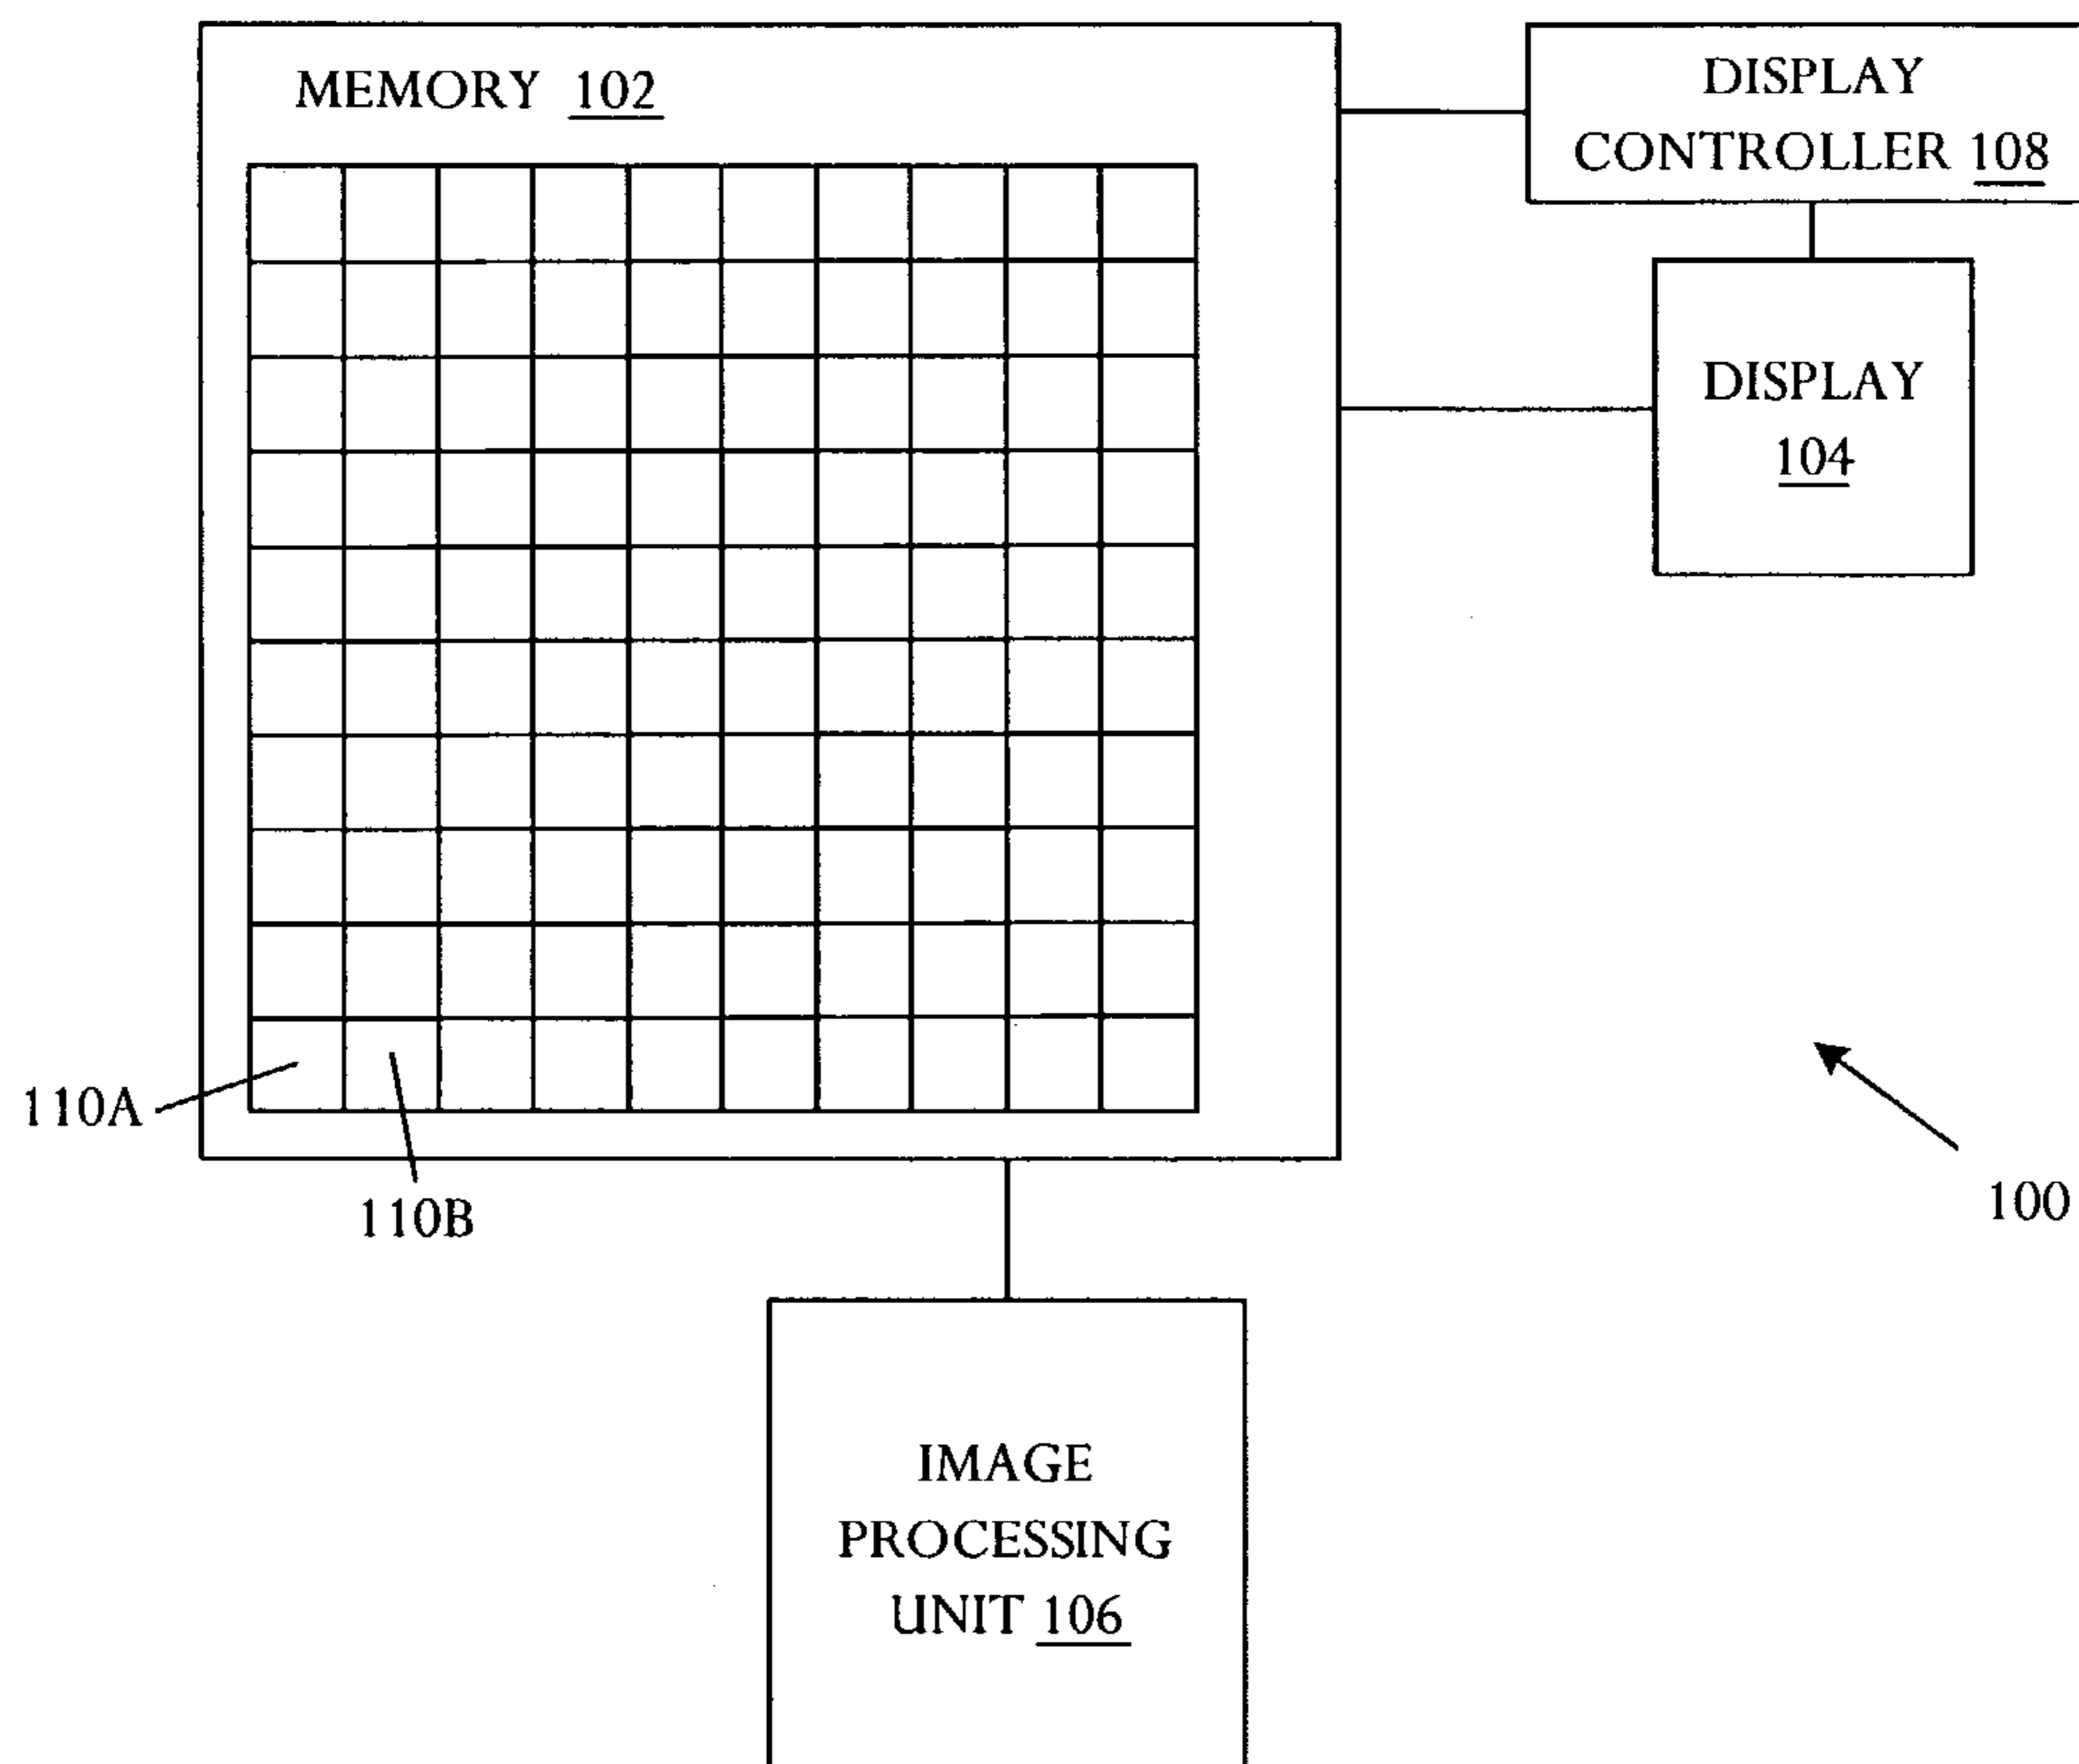 MEMORY 102
DISPLAY
CONTROLLER 108
DISPLAY
104
110A
110B
100
IMAGE
PROCESSING
UNIT 106